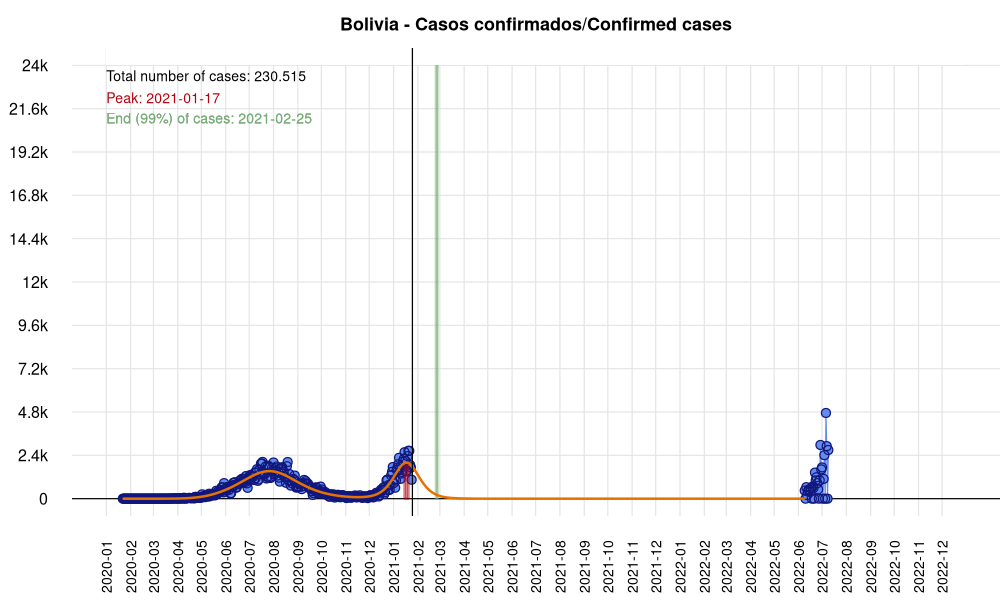 Bolivia - Casos confirmados/Confirmed cases
Total number of cases: 230.515
Peak: 2021-01-17
End (99%) of cases: 2021-02-25
24k
21.6k
19.2k
16.8k
14.4k
12k
9.6k
7.2k
4.8k
2.4k
0
2020-01
2020-02
2020-03
2020-04
2020-05
2020-06
2020-07
2020-08
2020-09
2020-10
2020-11
2020-12
2021-01
2021-03
2021-04
2021-06
2021-07
2021-08
2021-09
2021-10
2021-11
2021-12
2022-01
2022-02
2022-03
2022-04
2022-05
2022-06
2022-07
2022-08
2022-09
2022-10
2022-11
2022-12